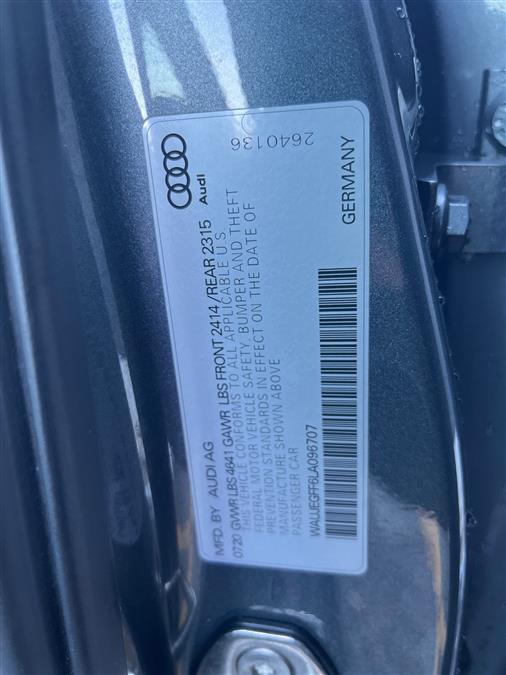 Audi
2640136
MFD. BY AUDI AG
0720 GVWR LBS 4641 GAWR LBS FRONT 2414 / REAR 2315
THIS VEHICLE CONFORMS TO ALL APPLICABLE U S
FEDERAL MOTOR VEHICLE SAFETY, BUMPER AND THEFT
PREVENTION STANDARDS IN EFFECT ON THE DATE OF
MANUFACTURE SHOWN ABOVE
PASSENGER CAR
WAUJEGFF6LA096707
GERMANY